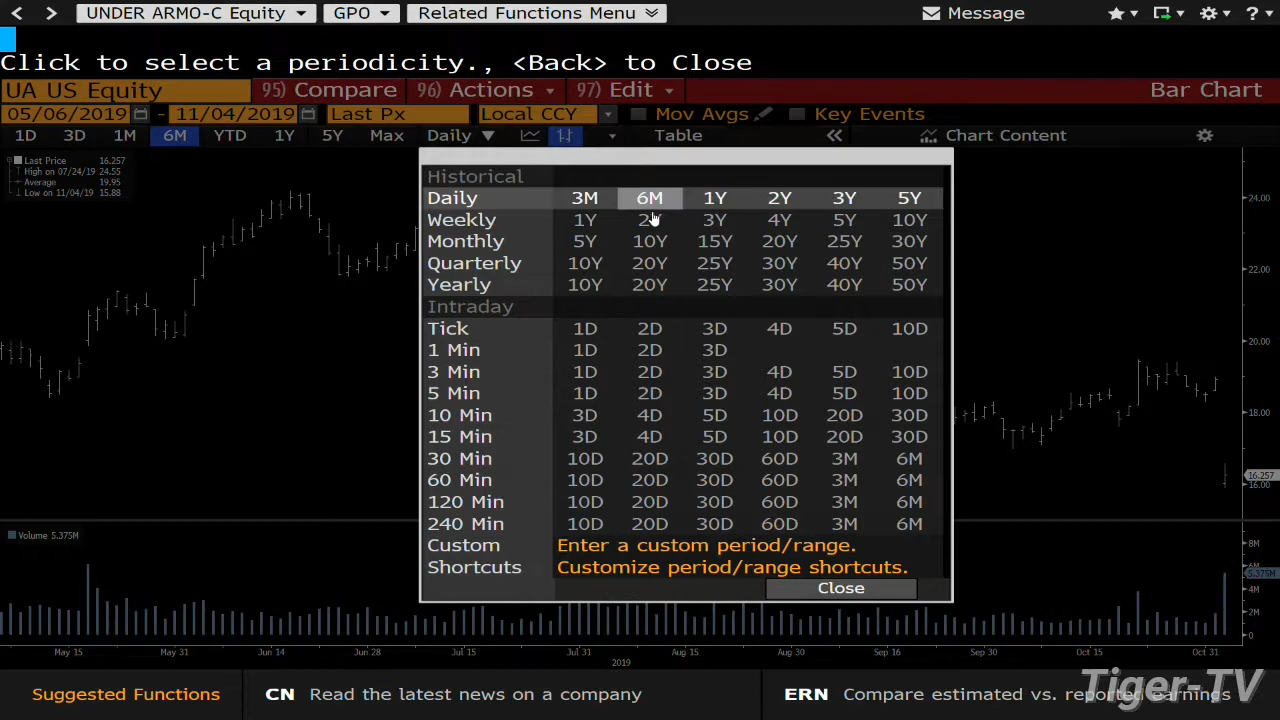 UNDER ARMO-C Equity GPO Related Functions Menu Message ?
Click to select a periodicity., <Back> to Close
UA US Equity 95) Compare 96) Actions 97) Edit Bar Chart
05/06/2019 - 11/04/2019 Last Px Local CCY Mov Avgs Key Events
1D 3D 1M 6M YTD 1Y 5Y Max Daily Table Chart Content
Last Price 16.257
High on 07/24/19 24.55
Average 19.95
Low on 11/04/19 15.88
Historical
Daily 3M 6M 1Y 2Y 3Y 5Y
Weekly 1Y 3Y 4Y 5Y 10Y
Monthly 5Y 10Y 15Y 20Y 25Y 30Y
Quarterly 10Y 20Y 25Y 30Y 40Y 50Y
Yearly 10Y 20Y 25Y 30Y 40Y 50Y
Intraday
Tick 1D 2D 3D 4D 5D 10D
1 Min 1D 2D 3D
3 Min 1D 2D 3D 4D 5D 10D
5 Min 1D 2D 3D 4D 5D 10D
10 Min 3D 4D 5D 10D 20D 30D
15 Min 3D 4D 5D 10D 20D 30D
30 Min 10D 20D 30D 60D 3M 6M
60 Min 10D 20D 30D 60D 3M 6M
120 Min 10D 20D 30D 60D 3M 6M
240 Min 10D 20D 30D 60D 3M 6M
Custom Enter a custom period/range.
Shortcuts Customize period/range shortcuts.
Close
24.00
22.00
20.00
18.00
16.257
16.00
Volume 5.375M
8M
5.375M
4M
2M
0
May 15 May 31 Jun 14 Jun 28 Jul 15 Jul 31 Aug 15 Aug 30 Sep 16 Sep 30 Oct 15 Oct 31
2019
Suggested Functions CN Read the latest news on a company ERN Compare estimated vs. reported earnings
Tiger-TV